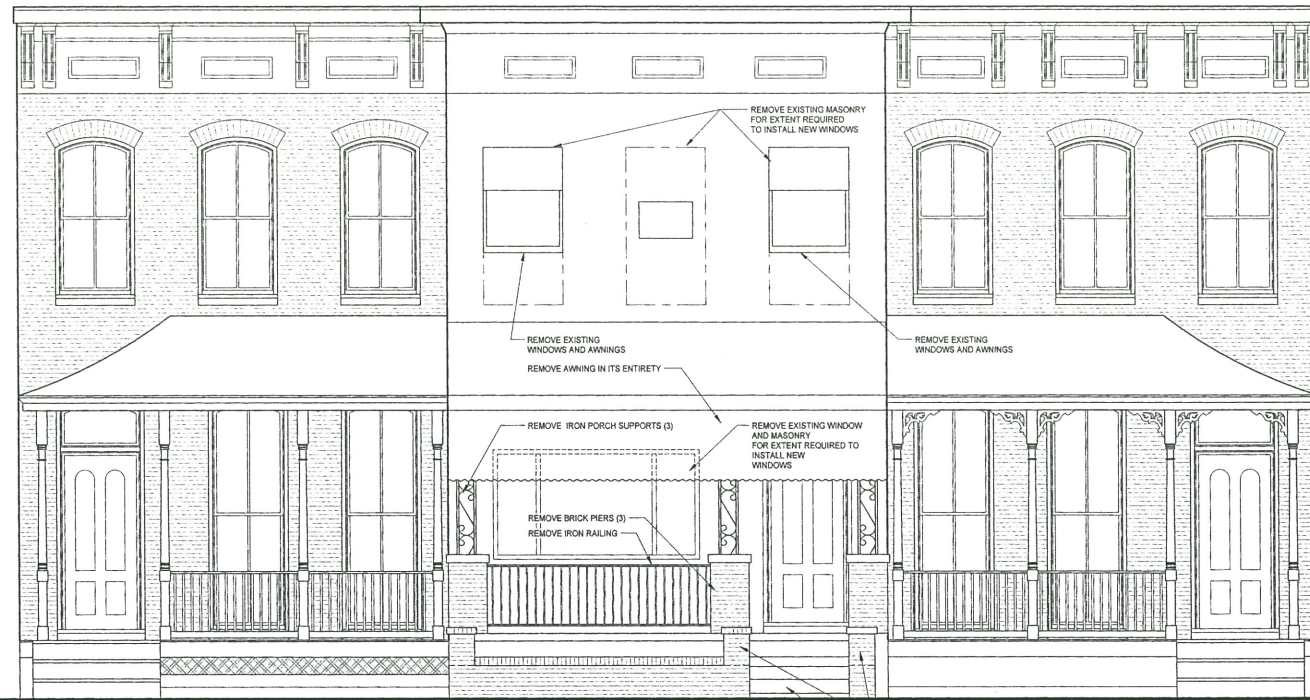 REMOVE EXISTING MASONRY
FOR EXTENT REQUIRED
TO INSTALL NEW WINDOWS
REMOVE EXISTING
WINDOWS AND AWNINGS
REMOVE EXISTING
WINDOWS AND AWNINGS
REMOVE AWNING IN ITS ENTIRETY
REMOVE IRON PORCH SUPPORTS (3)
REMOVE EXISTING WINDOW
AND MASONRY
FOR EXTENT REQUIRED TO
INSTALL NEW
WINDOWS
REMOVE BRICK PIERS (3)
REMOVE IRON RAILING